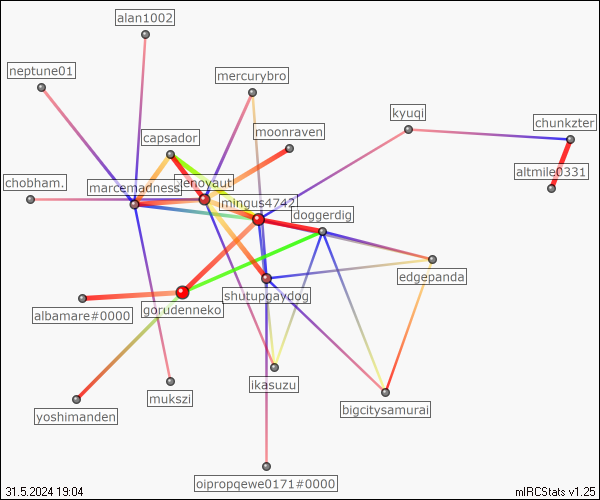 alan1002
neptune01
mercurybro
kyuqi
chunkzter
moonraven
capsador
altmile0331
chobham.
marcemadness
jenoyaut
mingus4742
doggerdig
edgepanda
shutupgaydog
albamare#0000
gorudenneko
ikasuzu
mukszi
bigcitysamurai
yoshimanden
oipropqewe0171#0000
31.5.2024 19:04
mIRCStats v1.25